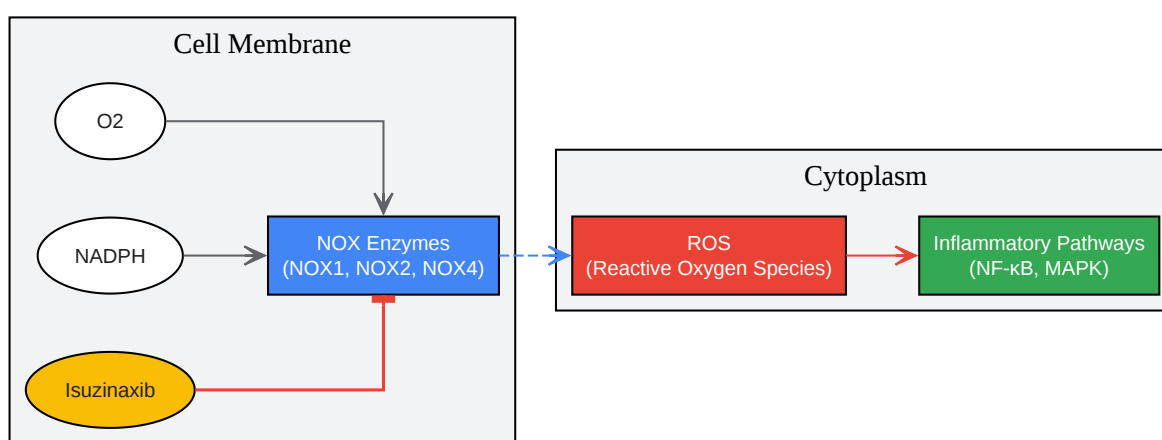 Cell Membrane
O2
NADPH
NOX Enzymes
(NOX1, NOX2, NOX4)
Isuzinaxib
Cytoplasm
ROS
(Reactive Oxygen Species)
Inflammatory Pathways
(NF-κB, MAPK)